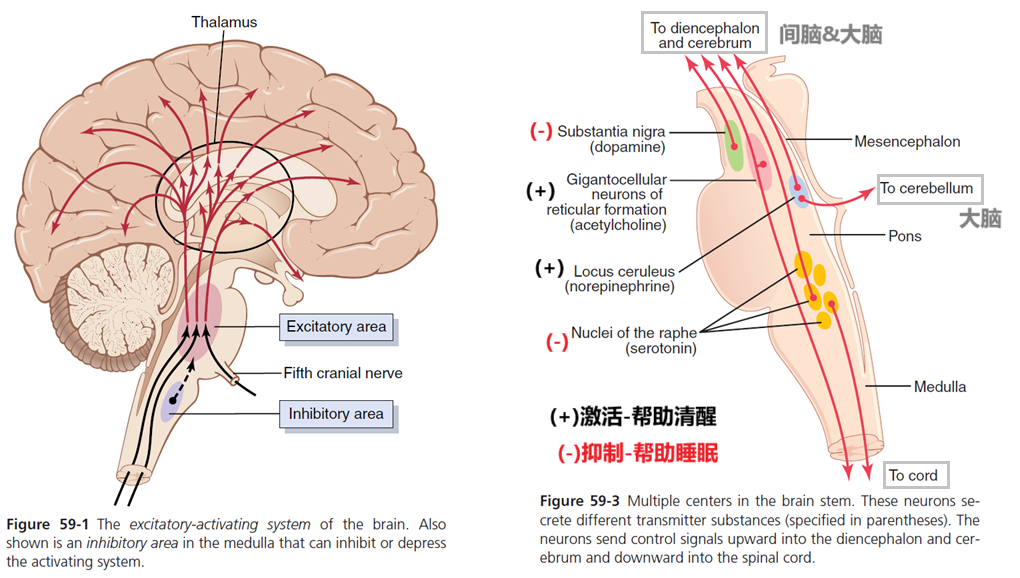 Thalamus
Excitatory area
Fifth cranial nerve
Inhibitory area
Figure 59-1 The excitatory-activating system of the brain. Also
shown is an inhibitory area in the medulla that can inhibit or depress
the activating system.
To diencephalon
and cerebrum
间脑&大脑
(-) Substantia nigra
(dopamine)
Mesencephalon
(+) Gigantocellular
neurons of
reticular formation
(acetylcholine)
To cerebellum
大脑
Pons
(+) Locus ceruleus
(norepinephrine)
(-) Nuclei of the raphe
(serotonin)
Medulla
(+)激活-帮助清醒
(-)抑制-帮助睡眠
To cord
Figure 59-3 Multiple centers in the brain stem. These neurons se-
crete different transmitter substances (specified in parentheses). The
neurons send control signals upward into the diencephalon and cer-
ebrum and downward into the spinal cord.